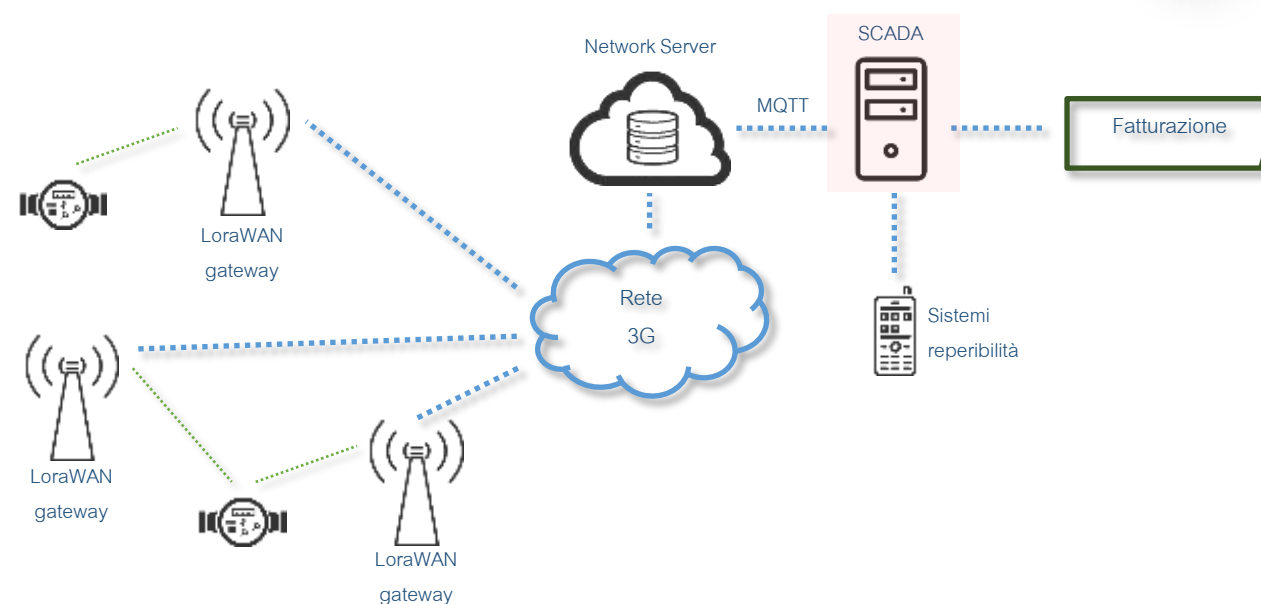 SCADA
Network Server
MQTT
Fatturazione
LoraWAN
gateway
Rete
3G
Sistemi
reperibilità
LoraWAN
gateway
LoraWAN
gateway